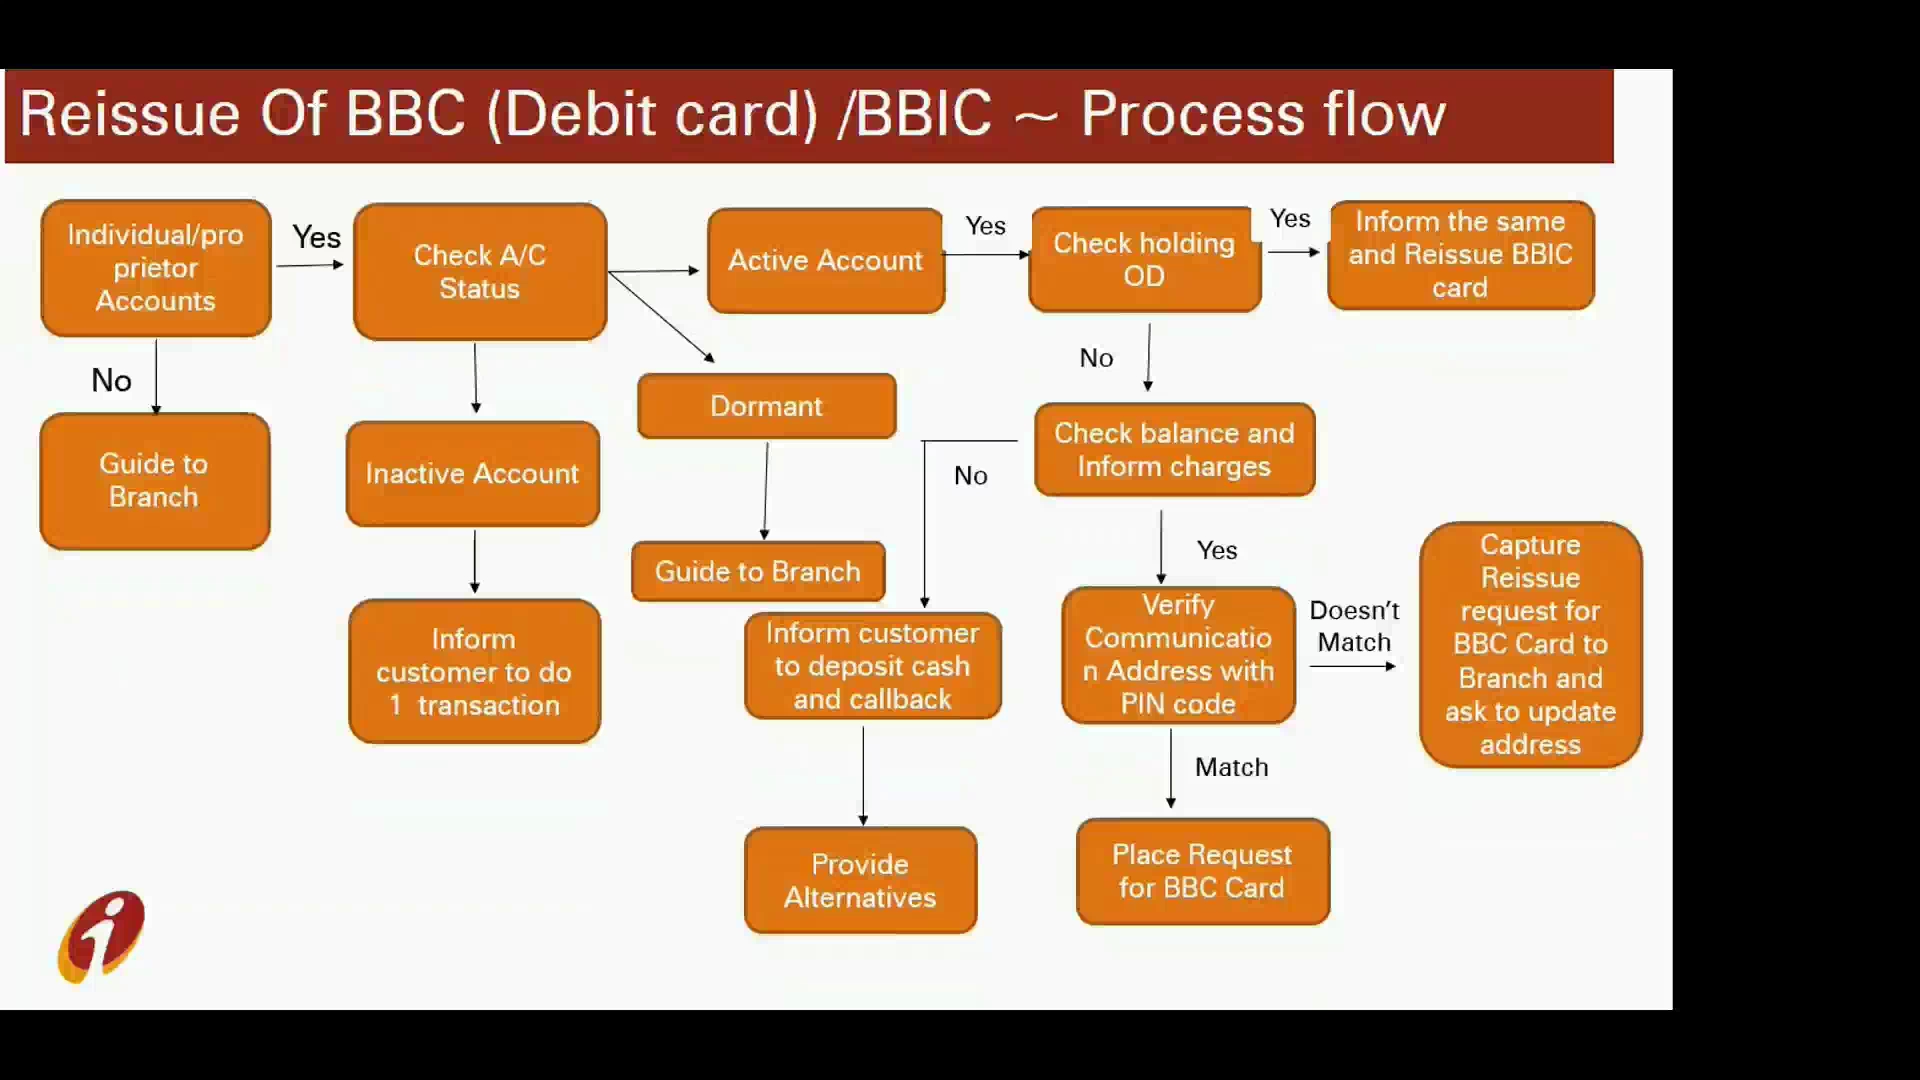 Reissue Of BBC (Debit card) /BBIC ~ Process flow
Individual/pro
prietor
Accounts
Yes
Check A/C
Status
Active Account
Yes
Check holding
OD
Yes
Inform the same
and Reissue BBIC
card
No
Guide to
Branch
Inactive Account
Inform
customer to do
1 transaction
Dormant
Guide to Branch
No
Check balance and
Inform charges
No
Inform customer
to deposit cash
and callback
Provide
Alternatives
Yes
Verify
Communicatio
n Address with
PIN code
Doesn't
Match
Capture
Reissue
request for
BBC Card to
Branch and
ask to update
address
Match
Place Request
for BBC Card